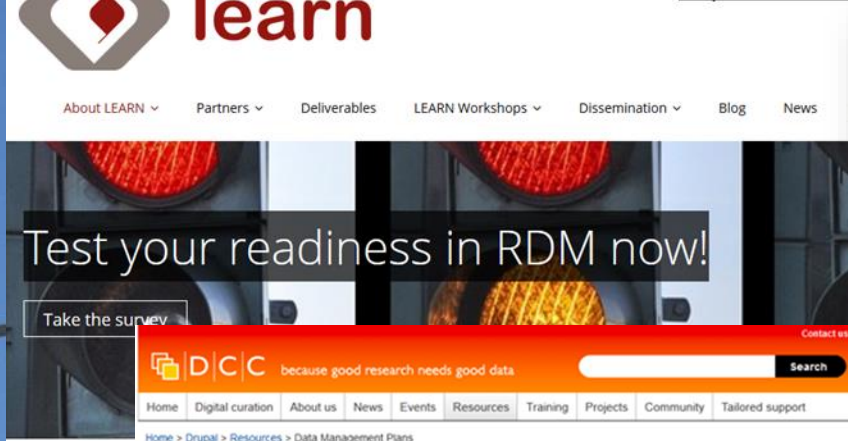 learn
About LEARN Partners Deliverables LEARN Workshops Dissemination Blog News
Test your readiness in RDM now!
Take the survey
Contact us
D|C|C because good research needs good data
Search
Home Digital curation About us News Events Resources Training Projects Community Tailored support
Home > Drupal > Resources > Data Management Plans